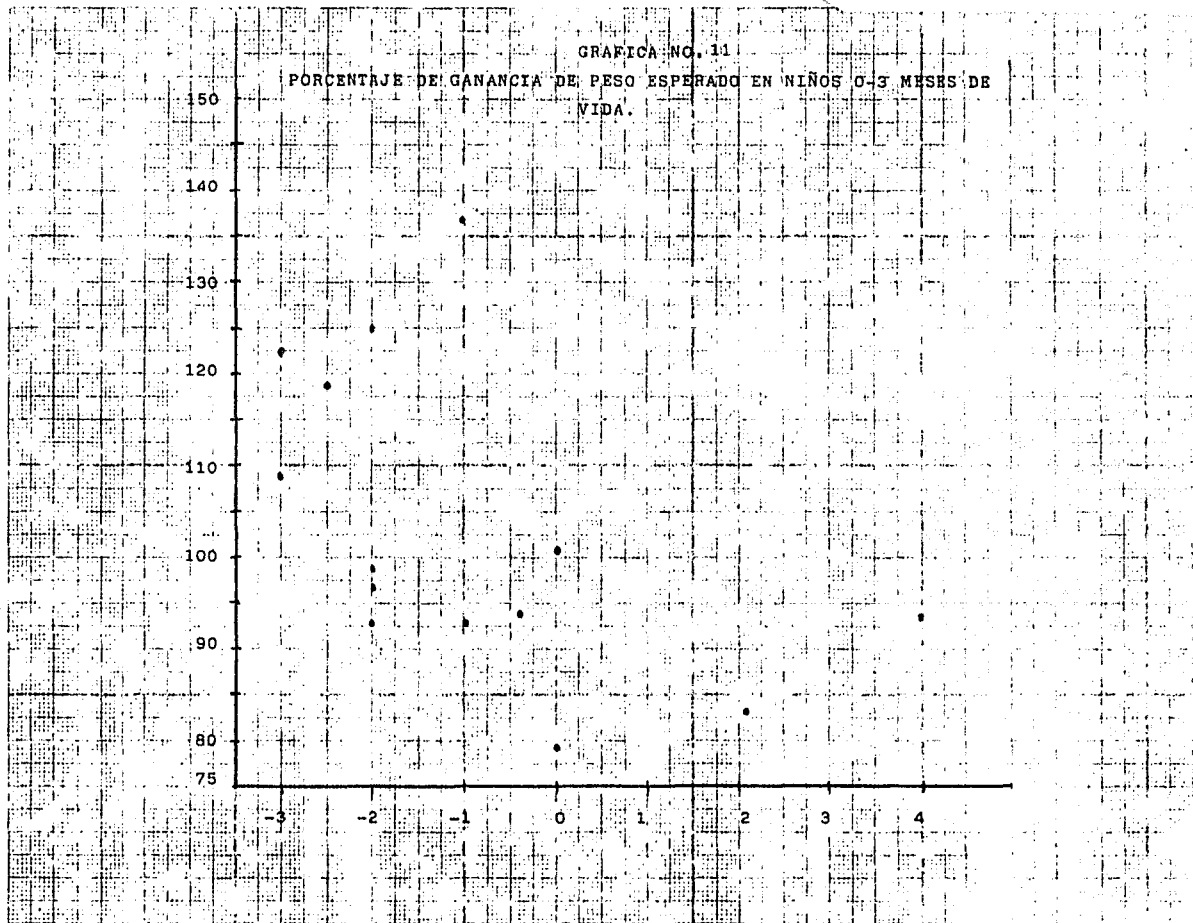 GRAFICA NO. 11
PORCENTAJE DE GANANCIA DE PESO ESPERADO EN NIÑOS 0-3 MESES DE
VIDA.
150
140
130
120
110
100
90
80
75
-3 -2 -1 0 1 2 3 4